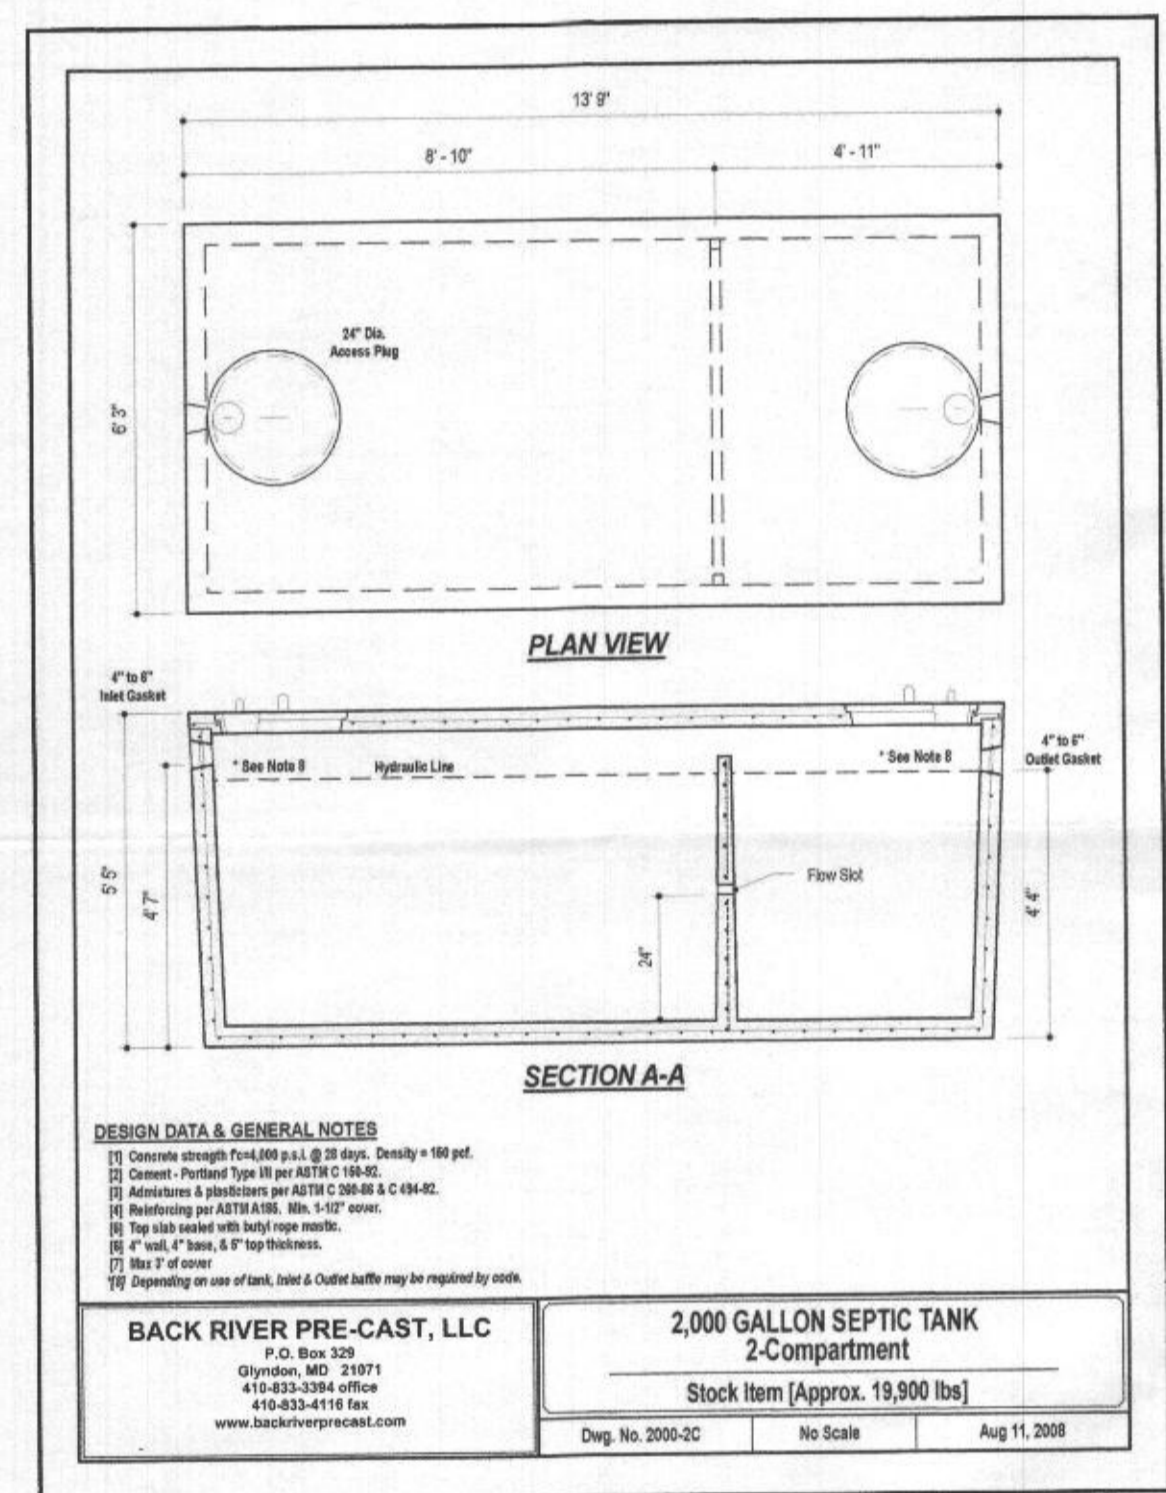 13' 9"
8' - 10"
4' - 11"
24" Dia.
Access Plug
6' 3"
PLAN VIEW
4" to 6"
Inlet Gasket
* See Note 8
Hydraulic Line
* See Note 8
4" to 6"
Outlet Gasket
Flow Slot
5' 5"
4' 7"
24"
4' 4"
SECTION A-A
DESIGN DATA & GENERAL NOTES
[1] Concrete strength f'c=4,000 p.s.i. @ 28 days. Density = 150 pcf.
[2] Cement - Portland Type I/II per ASTM C 150-92.
[3] Admixtures & plasticizers per ASTM C 260-86 & C 494-92.
[4] Reinforcing per ASTM A185. Min. 1-1/2" cover.
[5] Top slab sealed with butyl rope mastic.
[6] 4" wall, 4" base, & 5" top thickness.
[7] Max 3' of cover
*[8] Depending on use of tank, Inlet & Outlet baffle may be required by code.
BACK RIVER PRE-CAST, LLC
P.O. Box 329
Glyndon, MD 21071
410-833-3394 office
410-833-4116 fax
www.backriverprecast.com
2,000 GALLON SEPTIC TANK
2-Compartment
Stock Item [Approx. 19,900 lbs]
Dwg. No. 2000-2C
No Scale
Aug 11, 2008